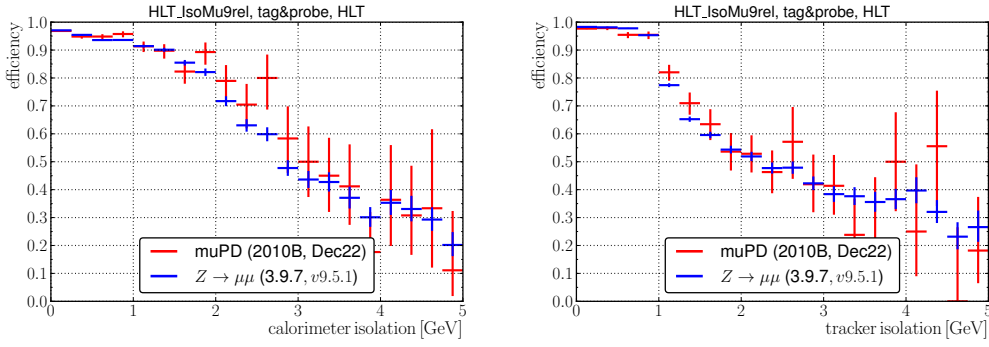 HLT_IsoMu9rel, tag&probe, HLT
efficiency
1.0
0.9
0.8
0.7
0.6
0.5
0.4
0.3
0.2
0.1
0.0
muPD (2010B, Dec22)
Z → μμ (3.9.7, v9.5.1)
0 1 2 3 4 5
calorimeter isolation [GeV]
HLT_IsoMu9rel, tag&probe, HLT
efficiency
1.0
0.9
0.8
0.7
0.6
0.5
0.4
0.3
0.2
0.1
0.0
muPD (2010B, Dec22)
Z → μμ (3.9.7, v9.5.1)
0 1 2 3 4 5
tracker isolation [GeV]